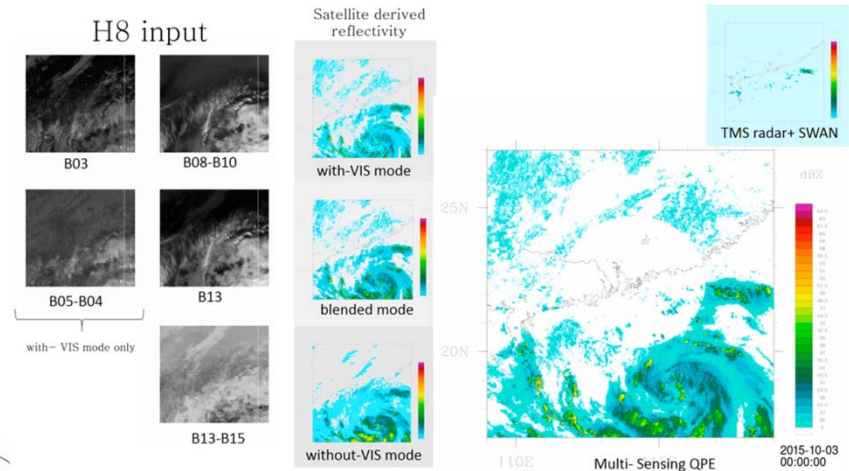 H8 input
B03
B08-B10
B05-B04
B13
with- VIS mode only
B13-B15
Satellite derived
reflectivity
with-VIS mode
blended mode
without-VIS mode
TMS radar+ SWAN
25N
20N
110E
dBZ
Multi- Sensing QPE
2015-10-03
00:00:00